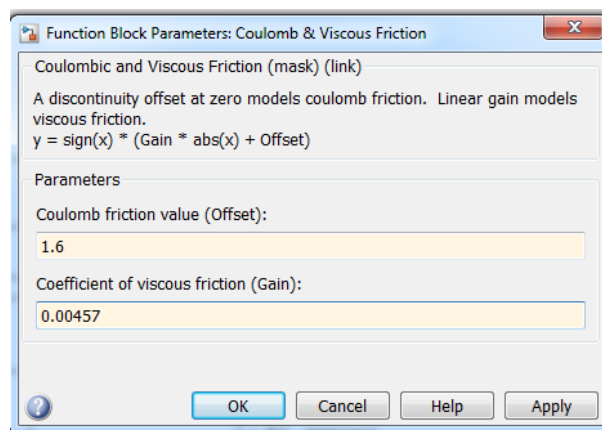 Function Block Parameters: Coulomb & Viscous Friction
Coulombic and Viscous Friction (mask) (link)
A discontinuity offset at zero models coulomb friction. Linear gain models
viscous friction.
y = sign(x) * (Gain * abs(x) + Offset)
Parameters
Coulomb friction value (Offset):
1.6
Coefficient of viscous friction (Gain):
0.00457
OK Cancel Help Apply